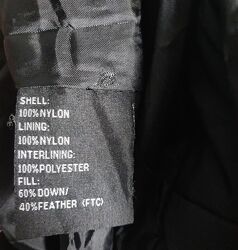 SHELL:
100%NYLON
LINING:
100%NYLON
INTERLINING:
100%POLYESTER
FILL:
60%DOWN/
40%FEATHER (FTC)